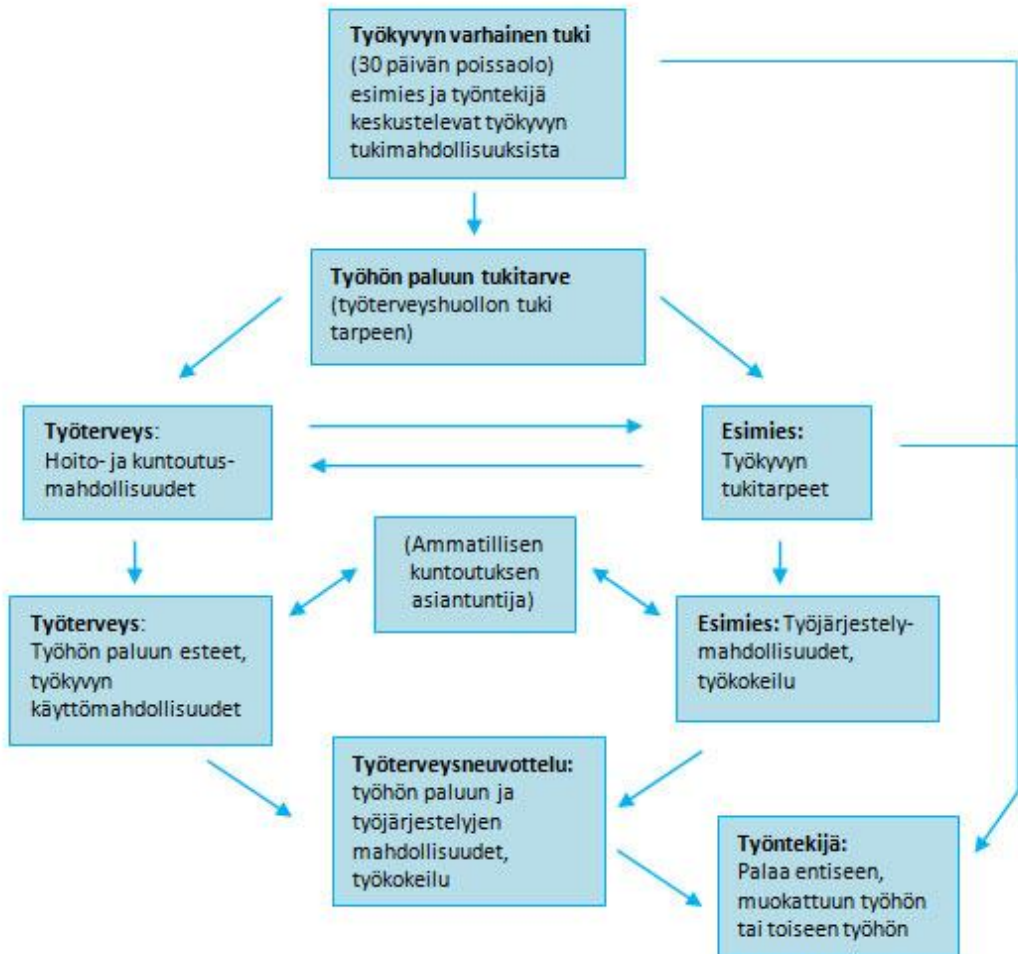 Työkyvyn varhainen tuki
(30 päivän poissaolo)
esimies ja työntekijä
keskustelevat työkyvyn
tukimahdollisuuksista
Työhön paluun tukitarve
(työterveyshuollon tuki
tarpeen)
Työterveys:
Hoito- ja kuntoutus-
mahdollisuudet
Esimies:
Työkyvyn
tukitarpeet
(Ammatillisen
kuntoutuksen
asiantuntija)
Työterveys:
Työhön paluun esteet,
työkyvyn
käyttömahdollisuudet
Esimies: Työjärjestely-
mahdollisuudet,
työkokeilu
Työterveysneuvottelu:
työhön paluun ja
työjärjestelyjen
mahdollisuudet,
työkokeilu
Työntekijä:
Palaa entiseen,
muokattuun työhön
tai toiseen työhön